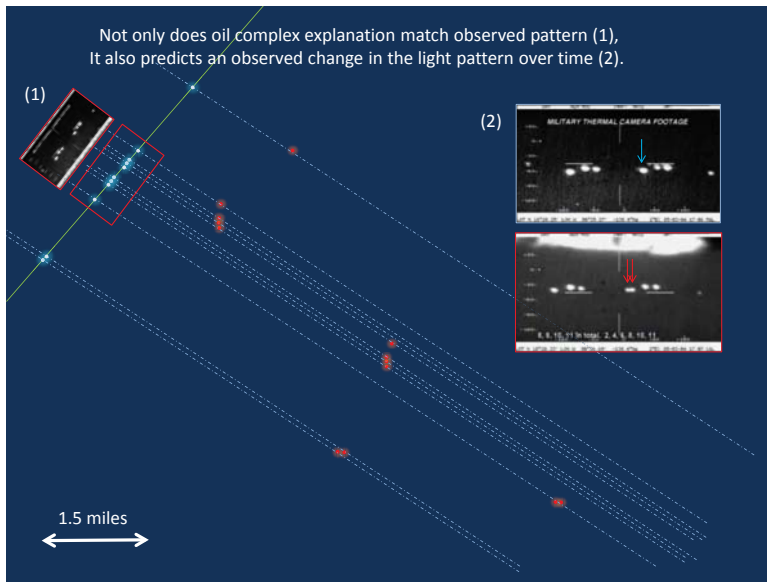 Not only does oil complex explanation match observed pattern (1),
It also predicts an observed change in the light pattern over time (2).
(1)
(2)
MILITARY THERMAL CAMERA FOOTAGE
8, 9, 10, 11 In total. 2, 4, 6, 8, 10, 11
1.5 miles